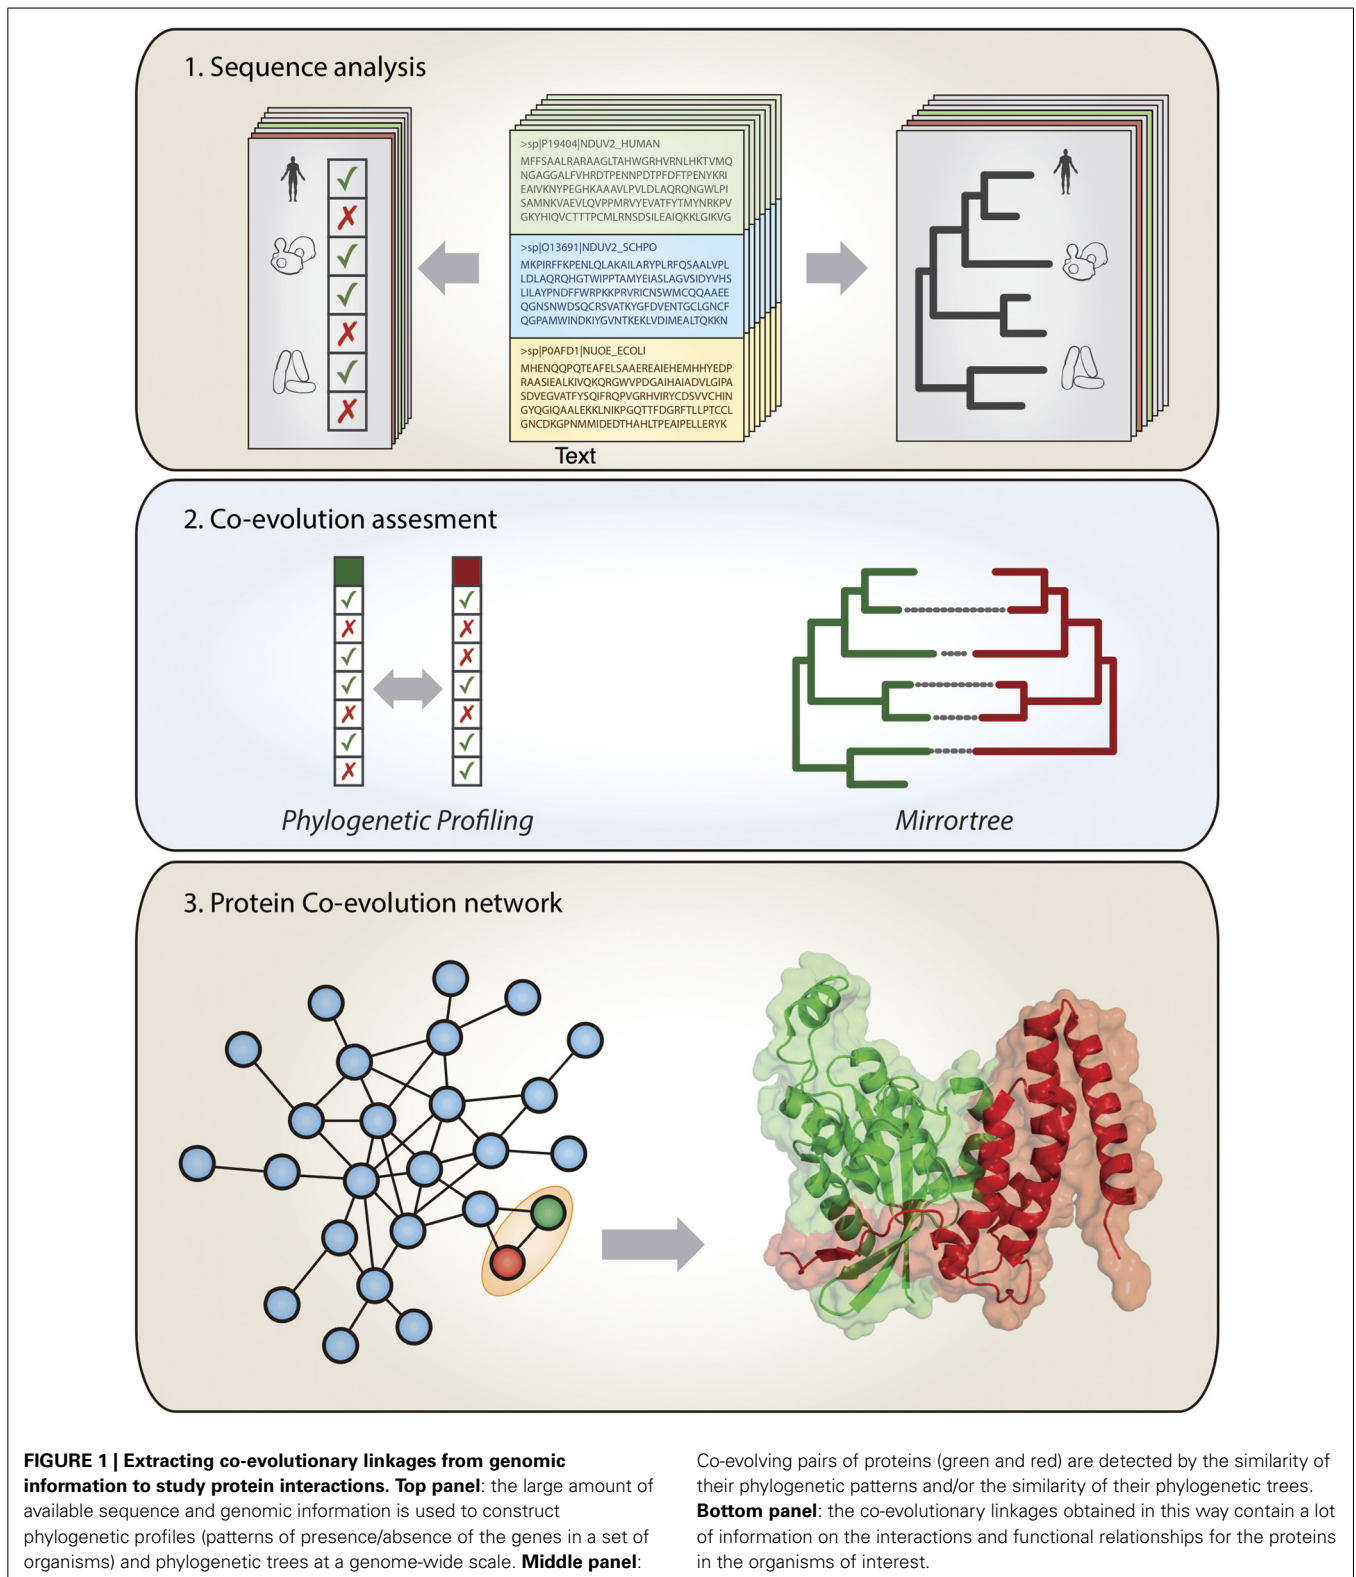 1. Sequence analysis
>sp|P19404|NDUV2_HUMAN
MFFSAALRARAAGLTAHWGRHVRNLHKTVMQ
NGAGGALFVHRDTPENNPDTPFDFTPENYKRI
EAIVKNYPEGHKAAAVLPVLDLAQRQNGWLPI
SAMNKVAEVLQVPPMRVYEVATFYTMYNRKPV
GKYHIQVCTTTPCMLRNSDSILEAIQKKLGIKVG
>sp|O13691|NDUV2_SCHPO
MKPIRFFKPENLQLAKAILARYPLRFQSAALVPL
LDLAQRQHGTWIPPTAMYEIASLAGVSIDYVHS
LILAYPNDFFWRPKKPRVRICNSWMCQQAAEE
QGNSNWDSQCRSVATKYGFDVENTGCLGNCF
QGPAMWINDKIYGVNTKEKLVDIMEALTQKKN
>sp|P0AFD1|NUOE_ECOLI
MHENQQPQTEAFELSAAEREAIEHEMHHYEDP
RAASIEALKIVQKQRGWVPDGAIHAIADVLGIPA
SDVEGVATFYSQIFRQPVGRHVIRYCDSVVCHIN
GYQGIQAALEKKLNIKPGQTTFDGRFTLLPTCCL
GNCDKGPNMMIDEDTHAHLTPEAIPELLERYK
Text
2. Co-evolution assesment
Phylogenetic Profiling
Mirrortree
3. Protein Co-evolution network
FIGURE 1 | Extracting co-evolutionary linkages from genomic
information to study protein interactions. Top panel: the large amount of
available sequence and genomic information is used to construct
phylogenetic profiles (patterns of presence/absence of the genes in a set of
organisms) and phylogenetic trees at a genome-wide scale. Middle panel:
Co-evolving pairs of proteins (green and red) are detected by the similarity of
their phylogenetic patterns and/or the similarity of their phylogenetic trees.
Bottom panel: the co-evolutionary linkages obtained in this way contain a lot
of information on the interactions and functional relationships for the proteins
in the organisms of interest.